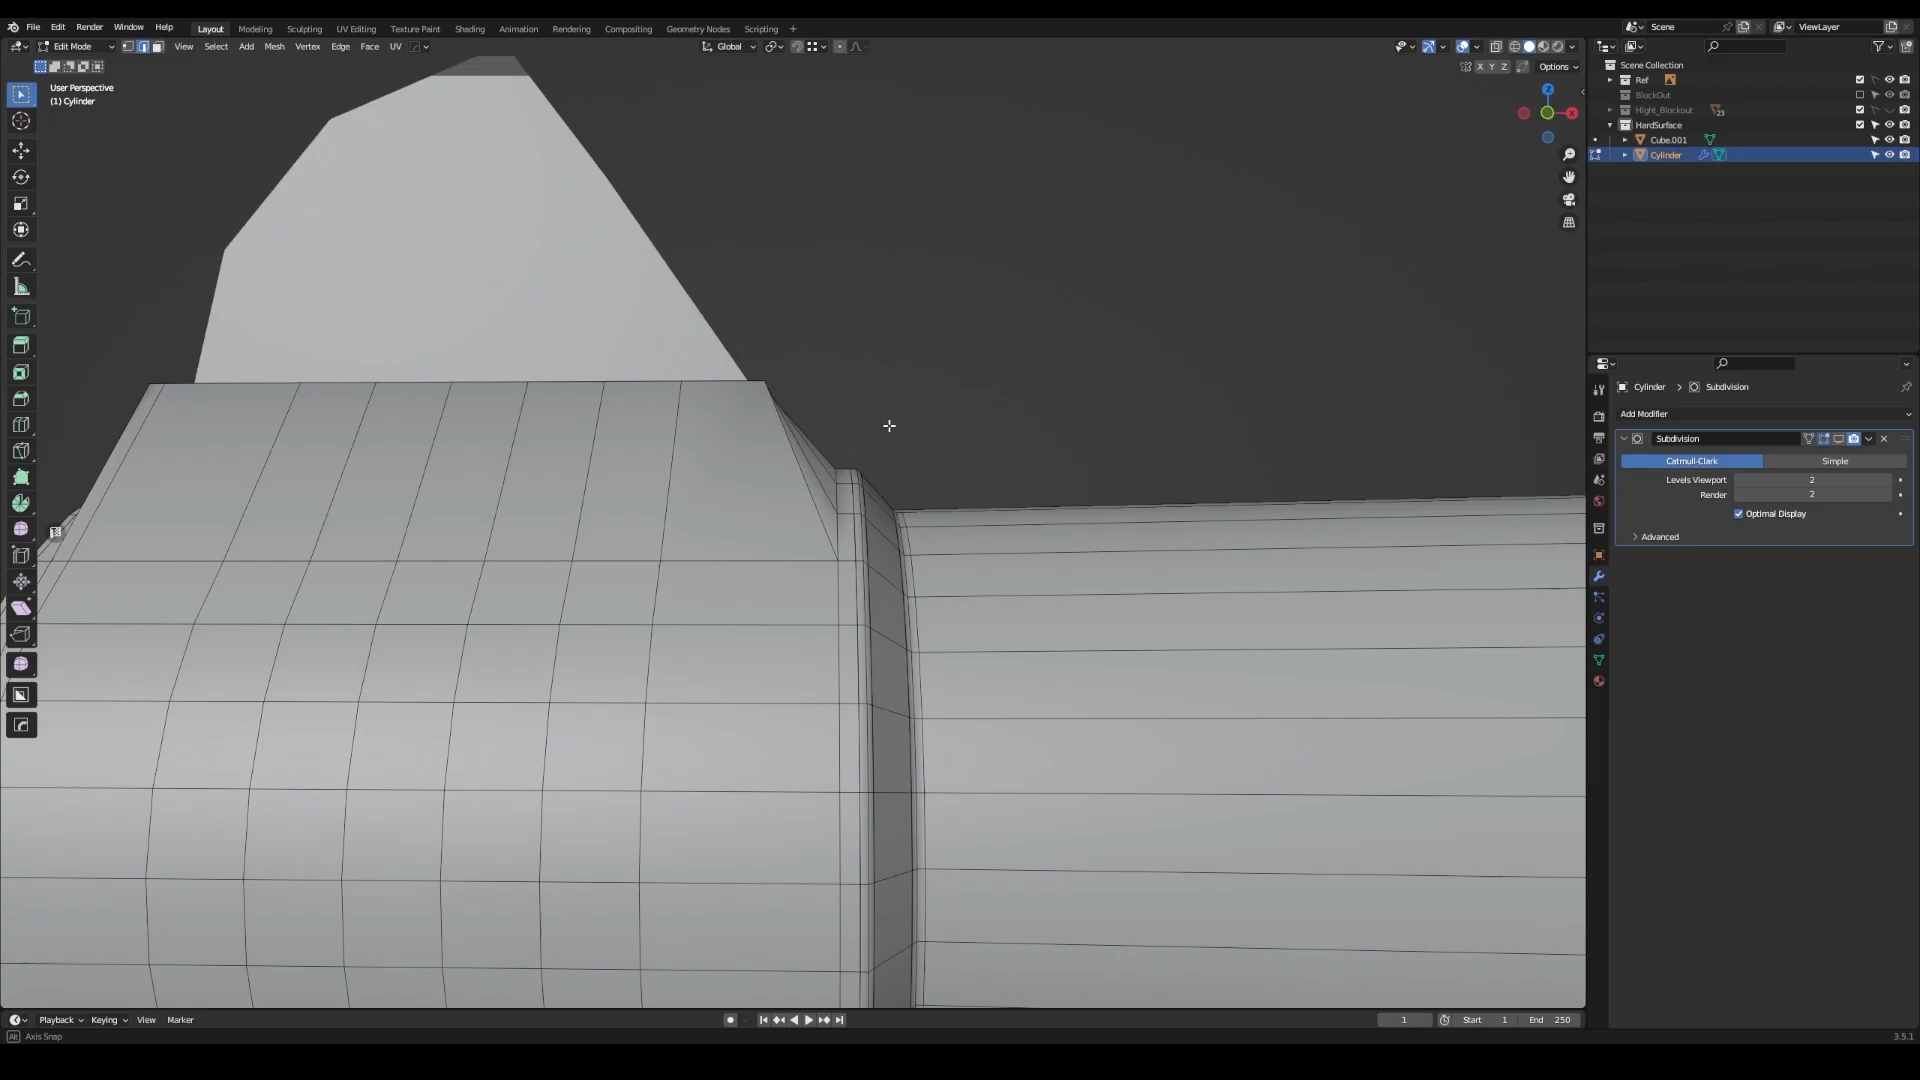 File Edit Render Window Help Layout Modeling Sculpting UV Editing Texture Paint Shading Animation Rendering Compositing Geometry Nodes Scripting + Scene ViewLayer
Edit Mode View Select Add Mesh Vertex Edge Face UV Global
X Y Z Options
User Perspective
(1) Cylinder
Z
X
Scene Collection
Ref
BlockOut
Hight_Blockout 23
HardSurface
Cube.001
Cylinder
Cylinder > Subdivision
Add Modifier
Subdivision
Catmull-Clark Simple
Levels Viewport 2
Render 2
Optimal Display
Advanced
Playback Keying View Marker 1 Start 1 End 250
Alt Axis Snap 3.5.1